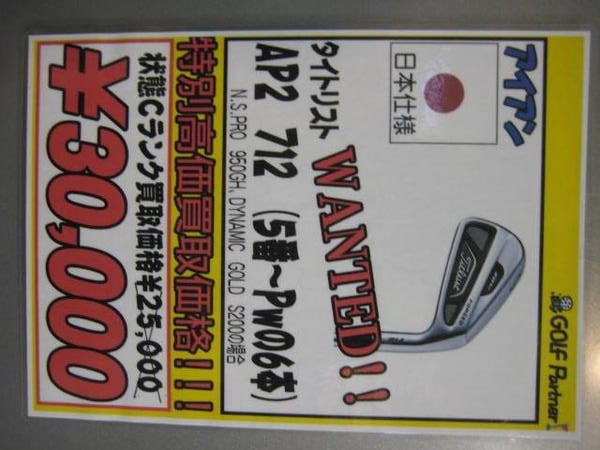 アイアン
GOLF Partner
日本仕様
WANTED!!
タイトリスト
AP2 712 (5番～Pwの6本)
N.S.PRO 950GH, DYNAMIC GOLD S200の場合
Titleist
特別高価買取価格!!!
状態Cランク買取価格¥25,000
¥30,000